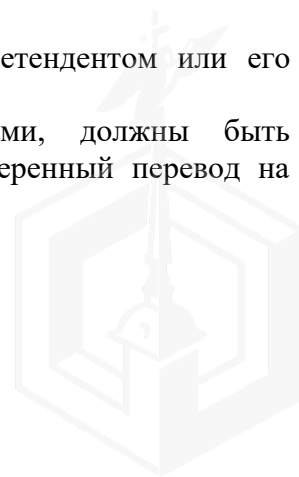 етендентом или его
ми, должны быть
еренный перевод на